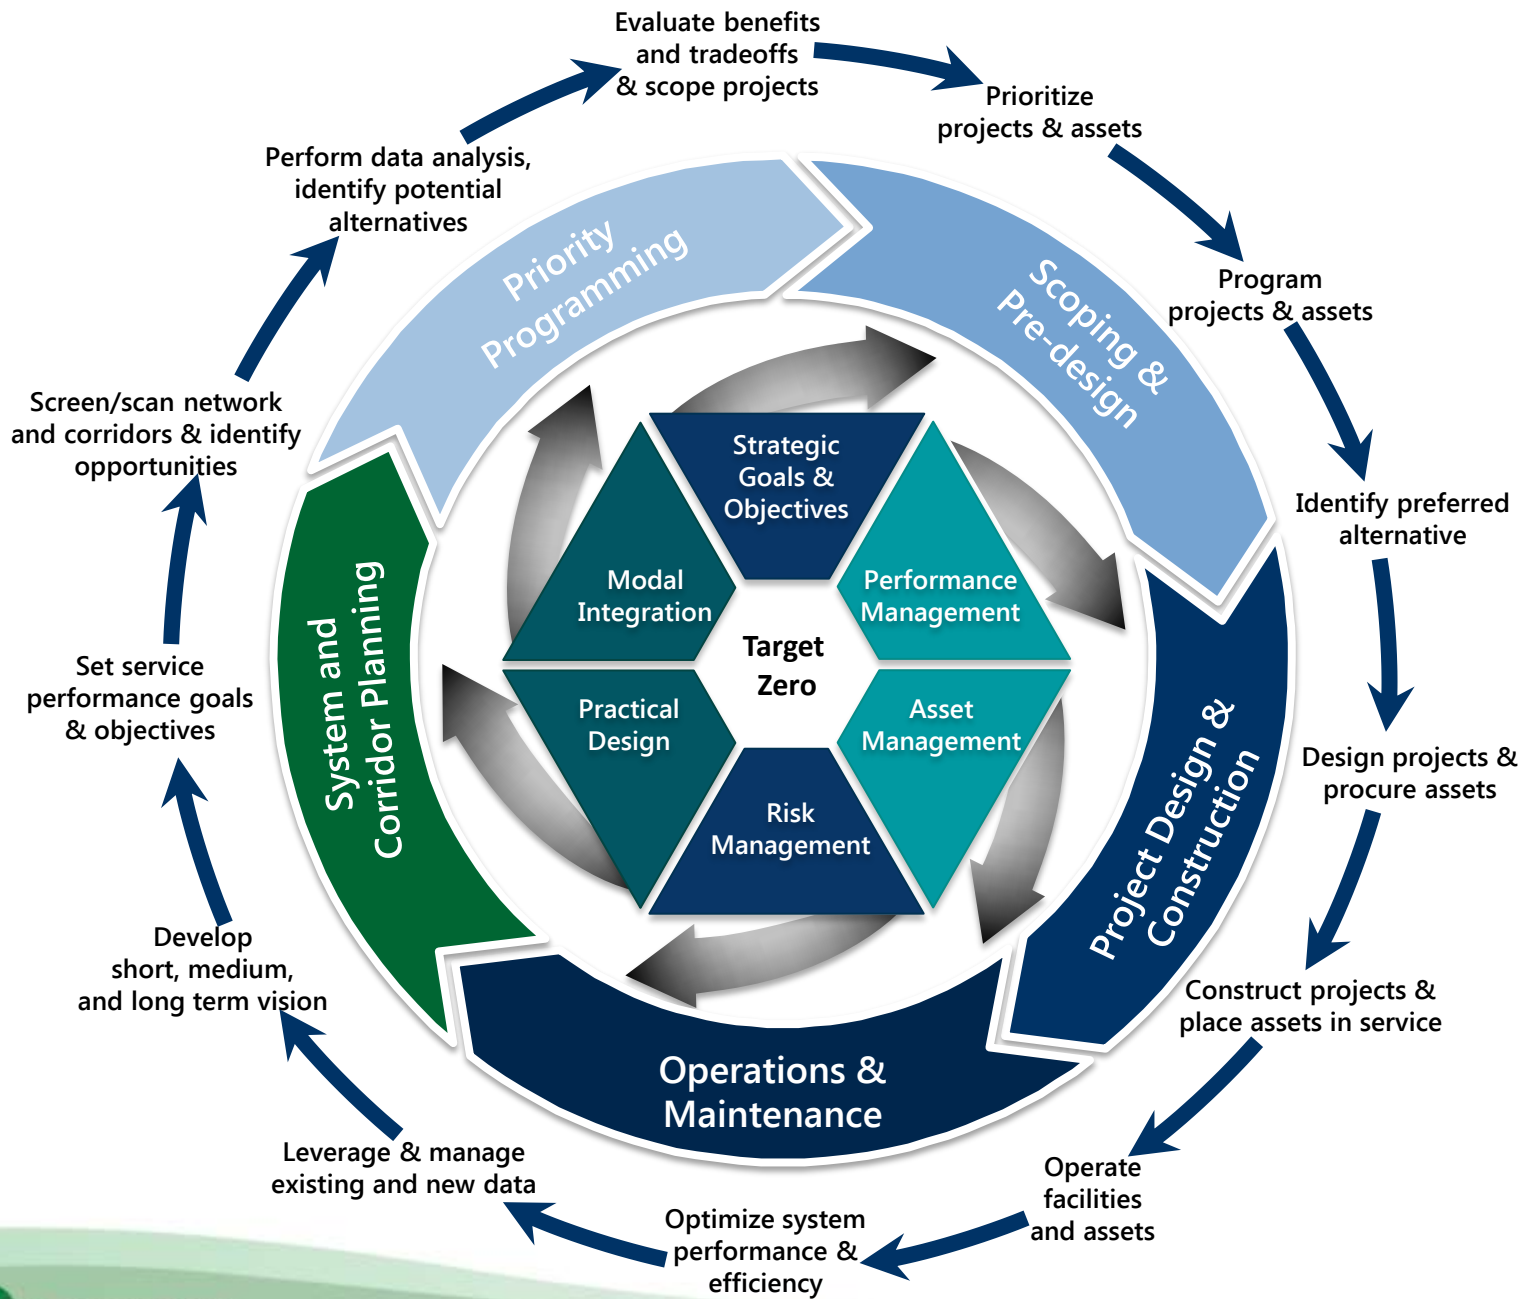 Evaluate benefits
and tradeoffs
& scope projects
Prioritize
projects & assets
Program
projects & assets
Identify preferred
alternative
Design projects &
procure assets
Construct projects &
place assets in service
Operate
facilities
and assets
Optimize system
performance &
efficiency
Leverage & manage
existing and new data
Develop
short, medium,
and long term vision
Set service
performance goals
& objectives
Screen/scan network
and corridors & identify
opportunities
Perform data analysis,
identify potential
alternatives
Priority
Programming
Scoping &
Pre-design
Project Design &
Construction
Operations &
Maintenance
System and
Corridor Planning
Strategic
Goals &
Objectives
Performance
Management
Asset
Management
Risk
Management
Practical
Design
Modal
Integration
Target
Zero